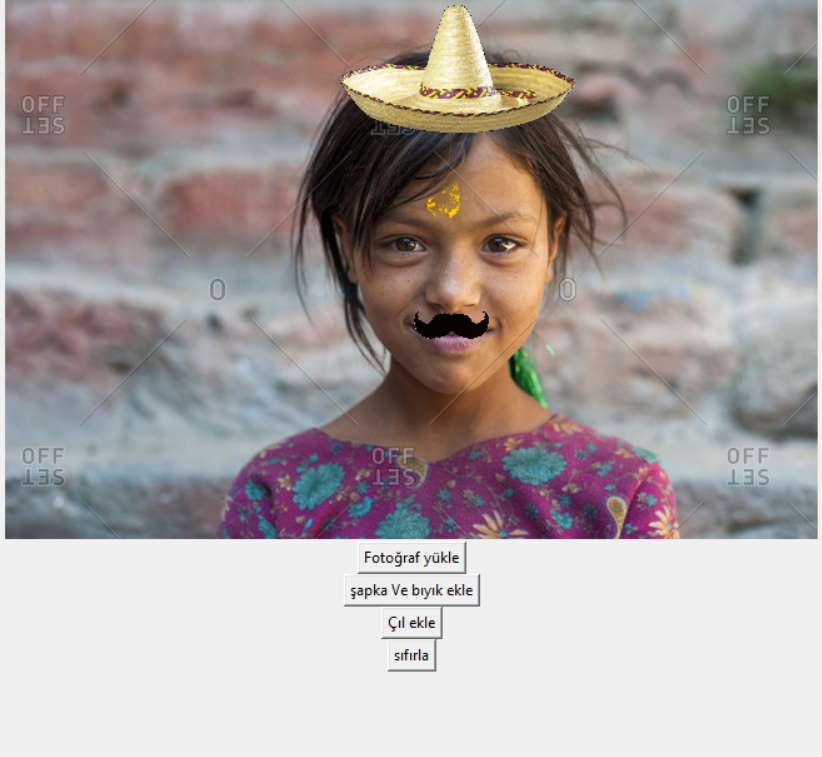 OFF
SET
OFF
SET
SET
O
O
OFF
SET
OFF
SET
OFF
SET
Fotoğraf yükle
şapka Ve bıyık ekle
Çıl ekle
sıfırla